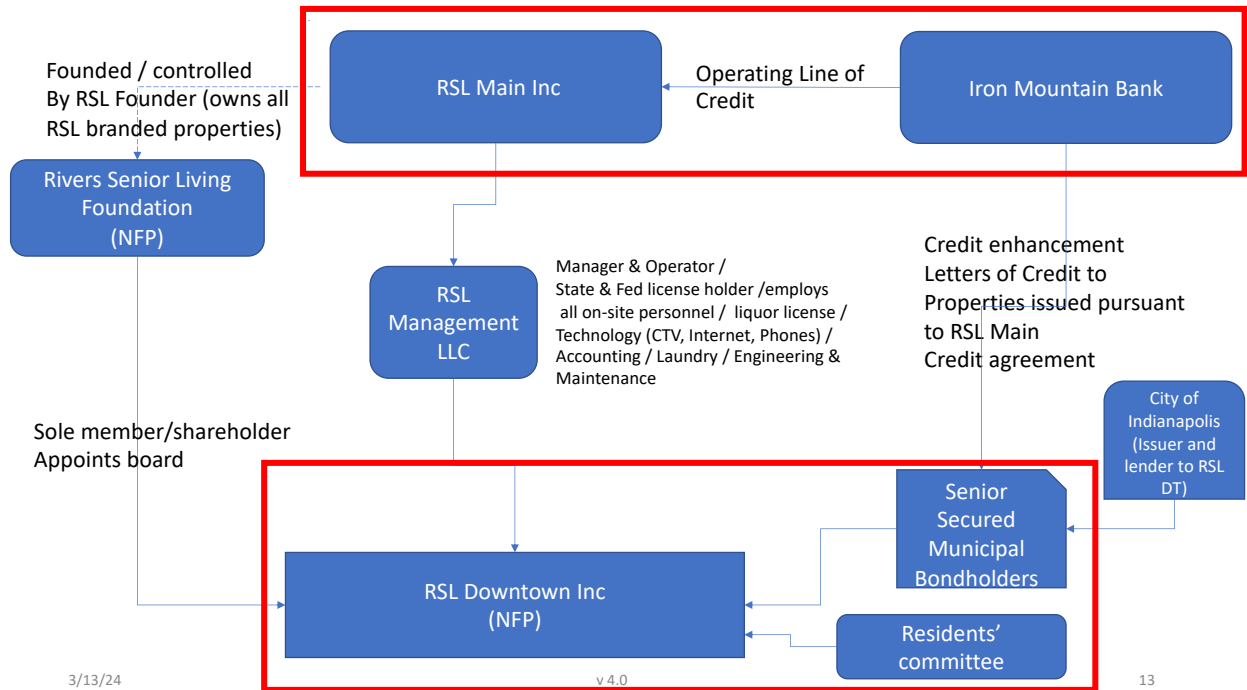 Founded / controlled
By RSL Founder (owns all
RSL branded properties)
RSL Main Inc
Operating Line of
Credit
Iron Mountain Bank
Rivers Senior Living
Foundation
(NFP)
RSL
Management
LLC
Manager & Operator /
State & Fed license holder /employs
all on-site personnel / liquor license /
Technology (CTV, Internet, Phones) /
Accounting / Laundry / Engineering &
Maintenance
Credit enhancement
Letters of Credit to
Properties issued pursuant
to RSL Main
Credit agreement
City of
Indianapolis
(Issuer and
lender to RSL
DT)
Sole member/shareholder
Appoints board
Senior
Secured
Municipal
Bondholders
RSL Downtown Inc
(NFP)
Residents’
committee
3/13/24
v 4.0
13